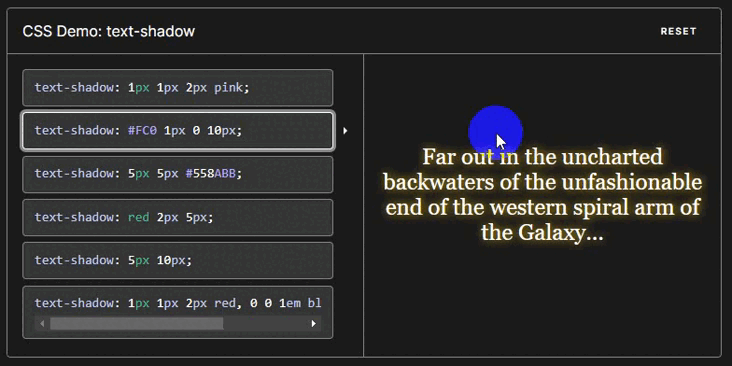 CSS Demo: text-shadow
RESET
text-shadow: 1px 1px 2px pink;
text-shadow: #FC0 1px 0 10px;
text-shadow: 5px 5px #558ABB;
text-shadow: red 2px 5px;
text-shadow: 5px 10px;
text-shadow: 1px 1px 2px red, 0 0 1em bl
Far out in the uncharted
backwaters of the unfashionable
end of the western spiral arm of
the Galaxy...